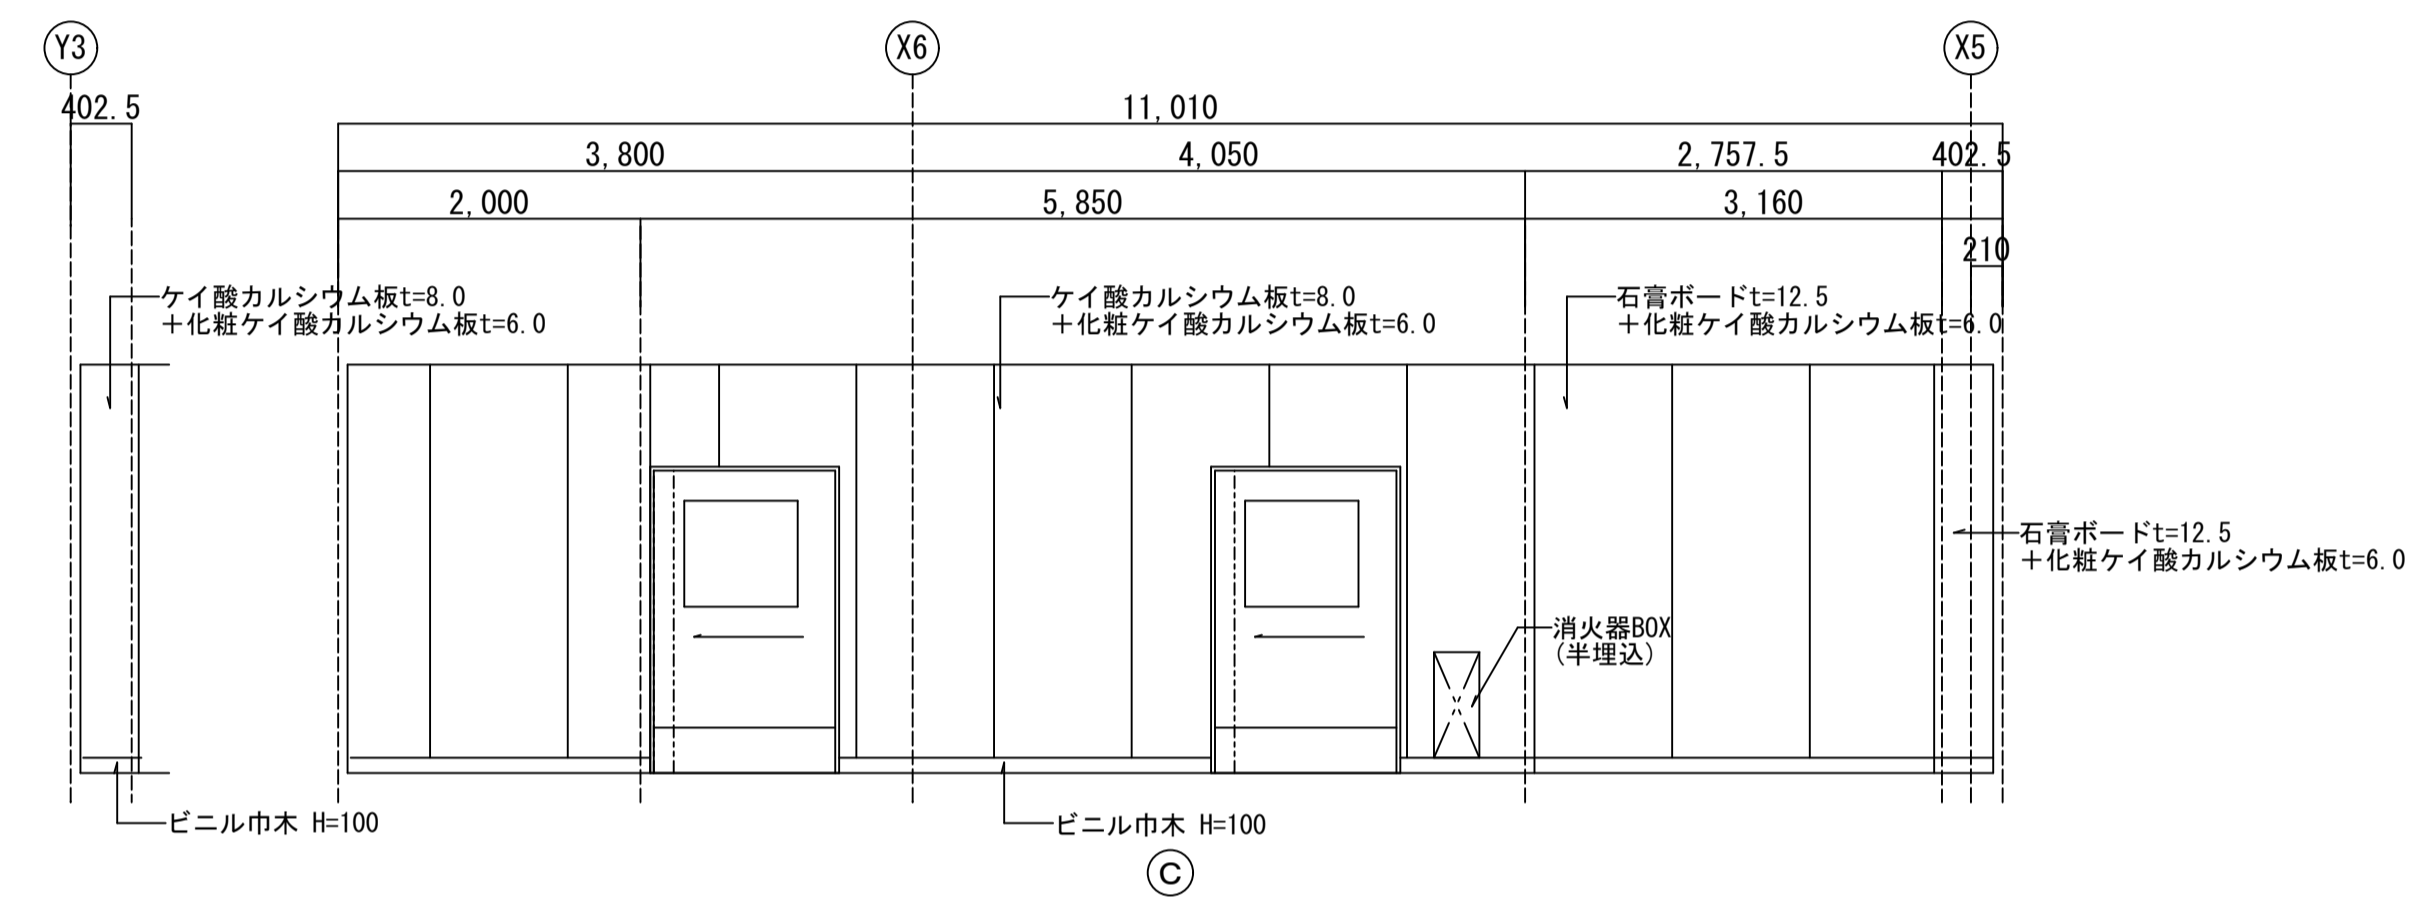 Y3
X6
X5
402.5
11,010
3,800
4,050
2,757.5
402.5
2,000
5,850
3,160
210
ケイ酸カルシウム板t=8.0
＋化粧ケイ酸カルシウム板t=6.0
ケイ酸カルシウム板t=8.0
＋化粧ケイ酸カルシウム板t=6.0
石膏ボードt=12.5
＋化粧ケイ酸カルシウム板t=6.0
石膏ボードt=12.5
＋化粧ケイ酸カルシウム板t=6.0
消火器BOX
(半埋込)
ビニル巾木 H=100
ビニル巾木 H=100
C